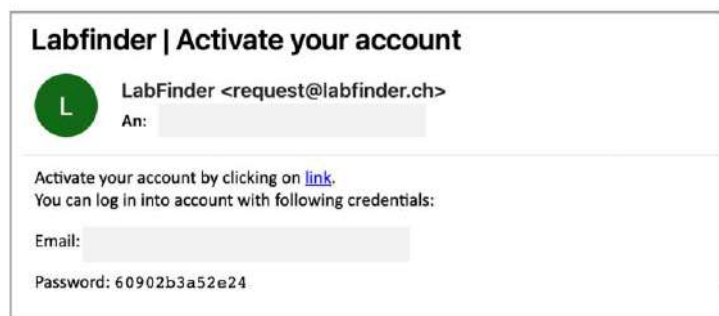 Labfinder | Activate your account
L
LabFinder <request@labfinder.ch>
An:
Activate your account by clicking on link.
You can log in into account with following credentials:
Email:
Password: 60902b3a52e24